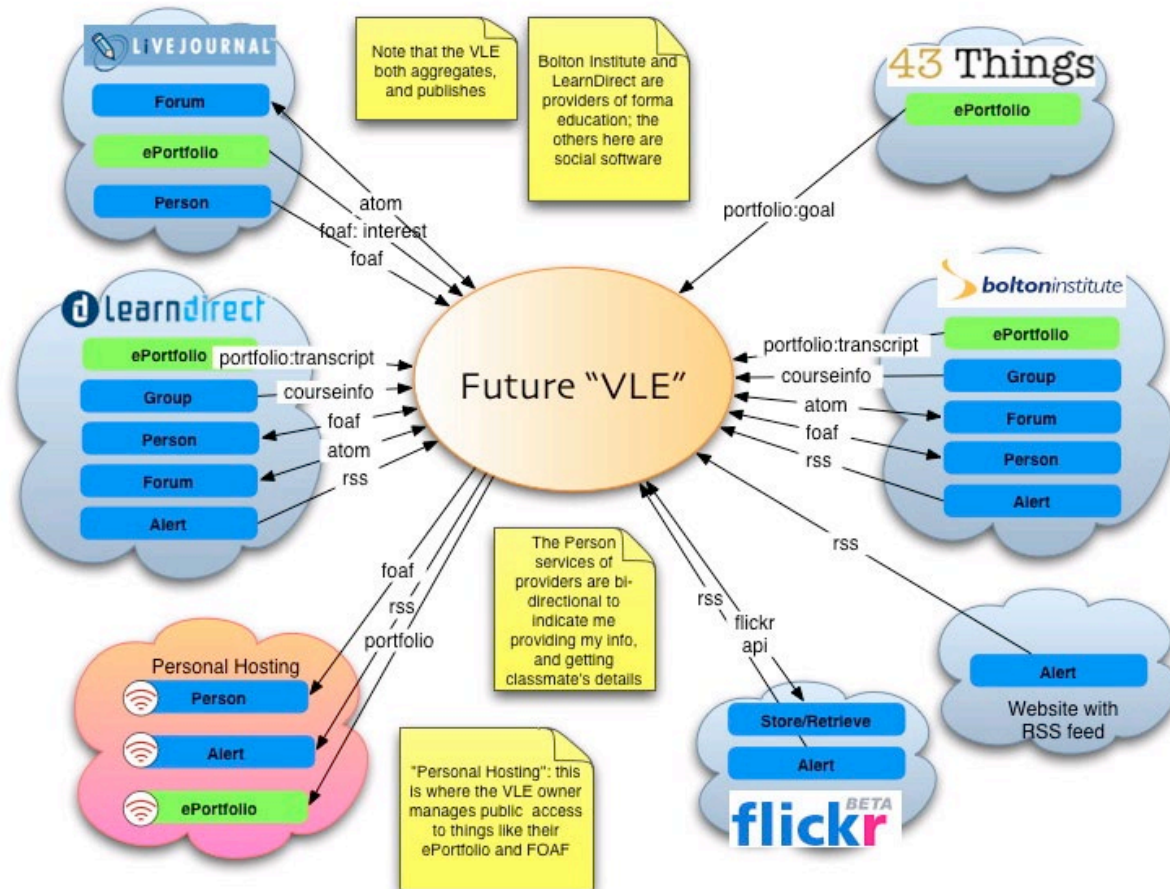 LiVEJOURNAL
Forum
ePortfolio
Person
Note that the VLE
both aggregates,
and publishes
Bolton Institute and
LearnDirect are
providers of forma
education; the
others here are
social software
43 Things
ePortfolio
atom
foaf: interest
foaf
portfolio:goal
learndirect
ePortfolio
Group
Person
Forum
Alert
portfolio:transcript
courseinfo
foaf
atom
rss
Future "VLE"
boltoninstitute
ePortfolio
Group
Forum
Person
Alert
portfolio:transcript
courseinfo
atom
foaf
rss
foaf
rss
portfolio
Personal Hosting
Person
Alert
ePortfolio
The Person
services of
providers are bi-
directional to
indicate me
providing my info,
and getting
classmate's details
rss
flickr
api
rss
Store/Retrieve
Alert
flickr
BETA
Alert
Website with
RSS feed
"Personal Hosting": this
is where the VLE owner
manages public access
to things like their
ePortfolio and FOAF